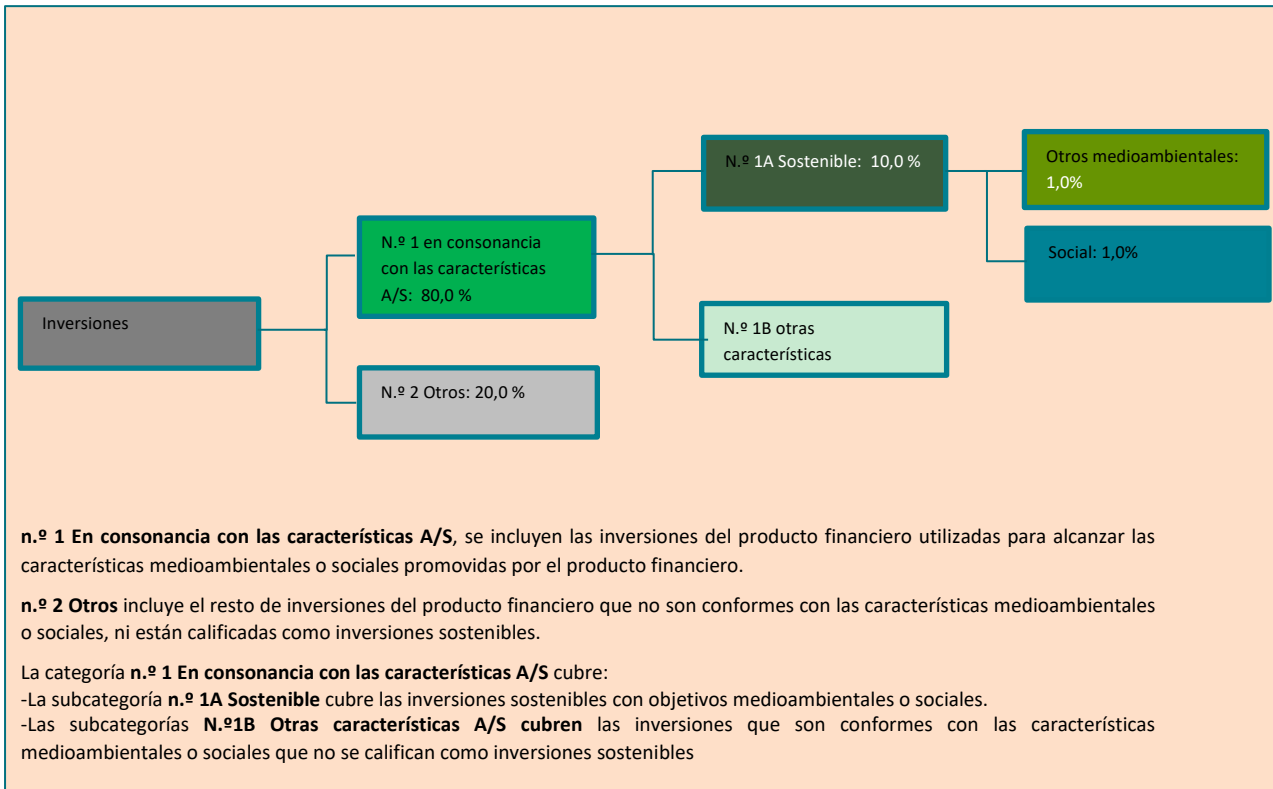 Inversiones
N.º 1 en consonancia
con las características
A/S:  80,0 %
N.º 2 Otros: 20,0 %
N.º 1A Sostenible:  10,0 %
N.º 1B otras
características
Otros medioambientales:
1,0%
Social: 1,0%
n.º 1 En consonancia con las características A/S, se incluyen las inversiones del producto financiero utilizadas para alcanzar las
características medioambientales o sociales promovidas por el producto financiero.
n.º 2 Otros incluye el resto de inversiones del producto financiero que no son conformes con las características medioambientales
o sociales, ni están calificadas como inversiones sostenibles.
La categoría n.º 1 En consonancia con las características A/S cubre:
-La subcategoría n.º 1A Sostenible cubre las inversiones sostenibles con objetivos medioambientales o sociales.
-Las subcategorías N.º1B Otras características A/S cubren las inversiones que son conformes con las características
medioambientales o sociales que no se califican como inversiones sostenibles